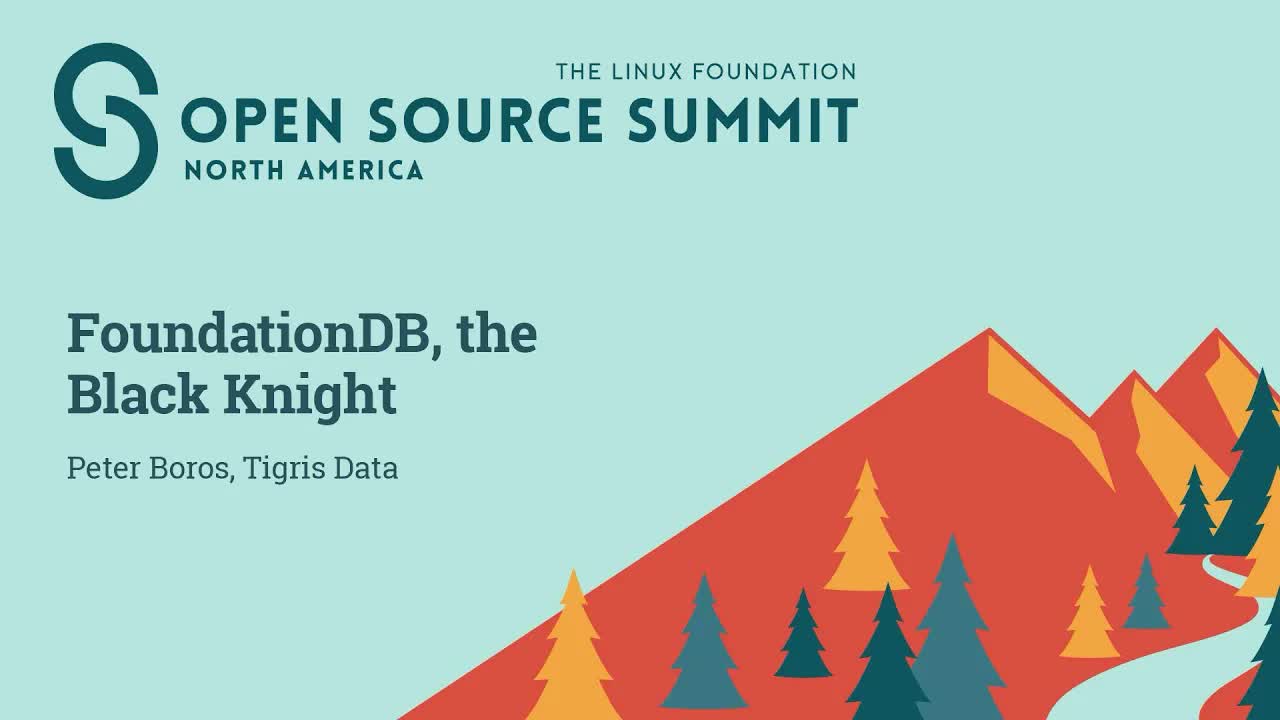 THE LINUX FOUNDATION
OPEN SOURCE SUMMIT
NORTH AMERICA
FoundationDB, the
Black Knight
Peter Boros, Tigris Data